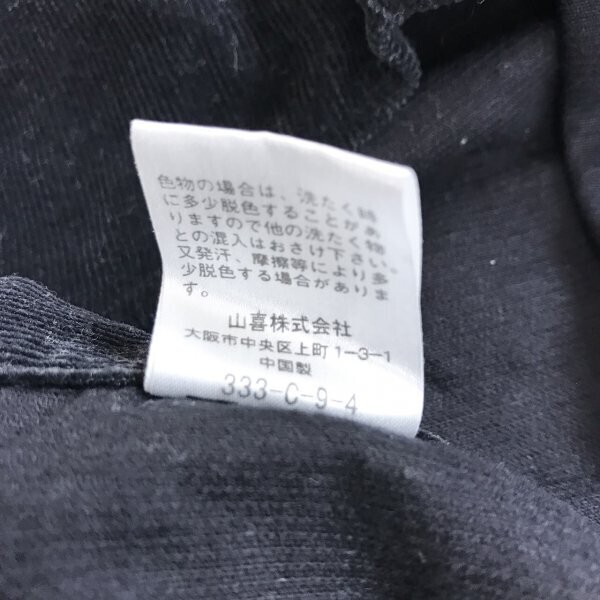 色物の場合は、洗たく時
に多少脱色することがあ
りますので他の洗たく物
との混入はおさけ下さい。
又発汗、摩擦等により多
少脱色する場合がありま
す。
山喜株式会社
大阪市中央区上町1-3-1
中国製
333-C-9-4